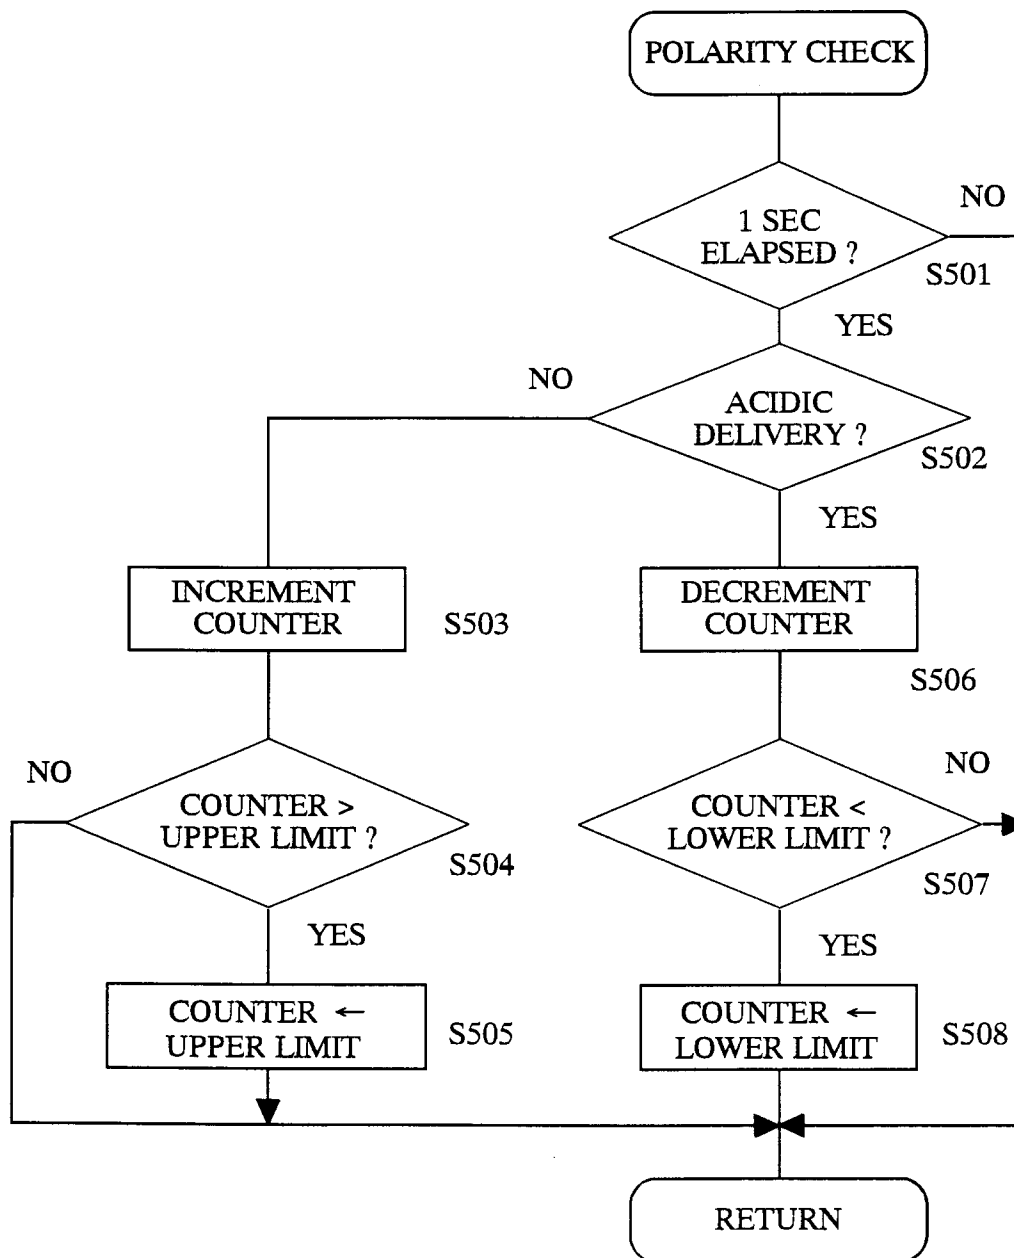 POLARITY CHECK
NO
1 SEC
ELAPSED ?
S501
YES
NO
ACIDIC
DELIVERY ?
S502
YES
INCREMENT
COUNTER
S503
DECREMENT
COUNTER
S506
NO
COUNTER >
UPPER LIMIT ?
S504
NO
COUNTER <
LOWER LIMIT ?
S507
YES
YES
COUNTER ←
UPPER LIMIT
S505
COUNTER ←
LOWER LIMIT
S508
RETURN